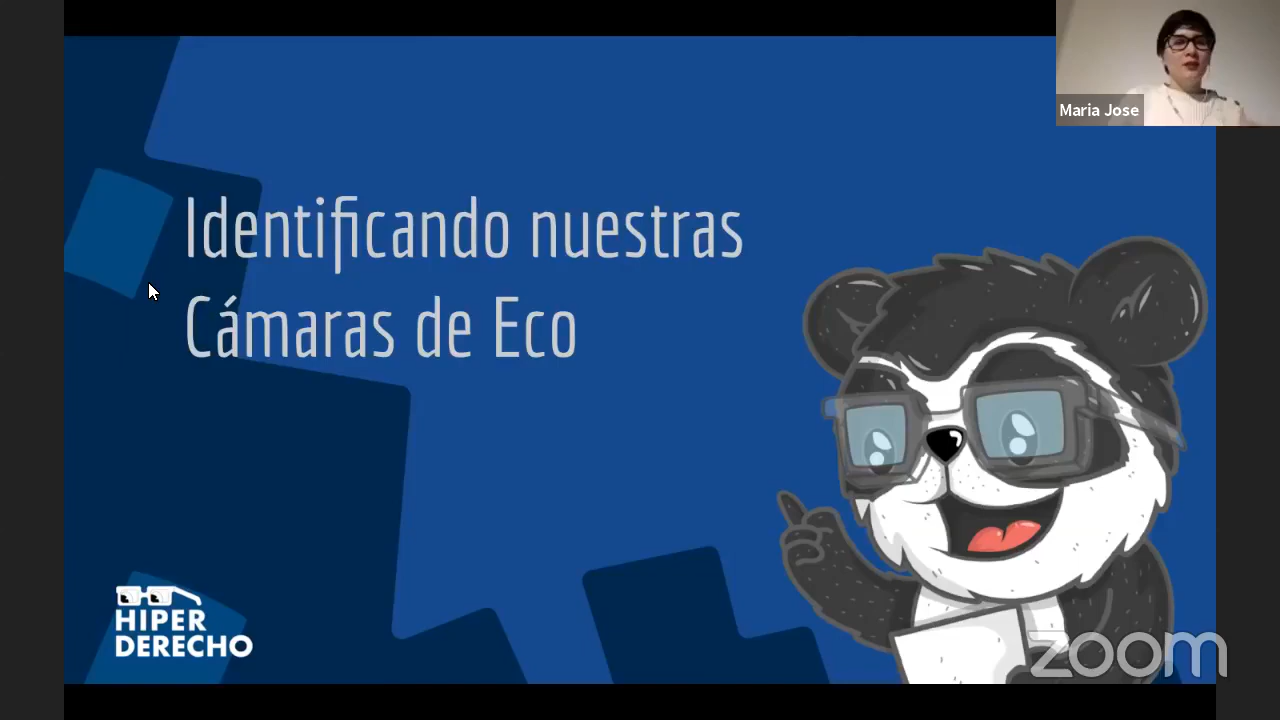 Maria Jose
Identificando nuestras
Cámaras de Eco
HIPER
DERECHO
zoom